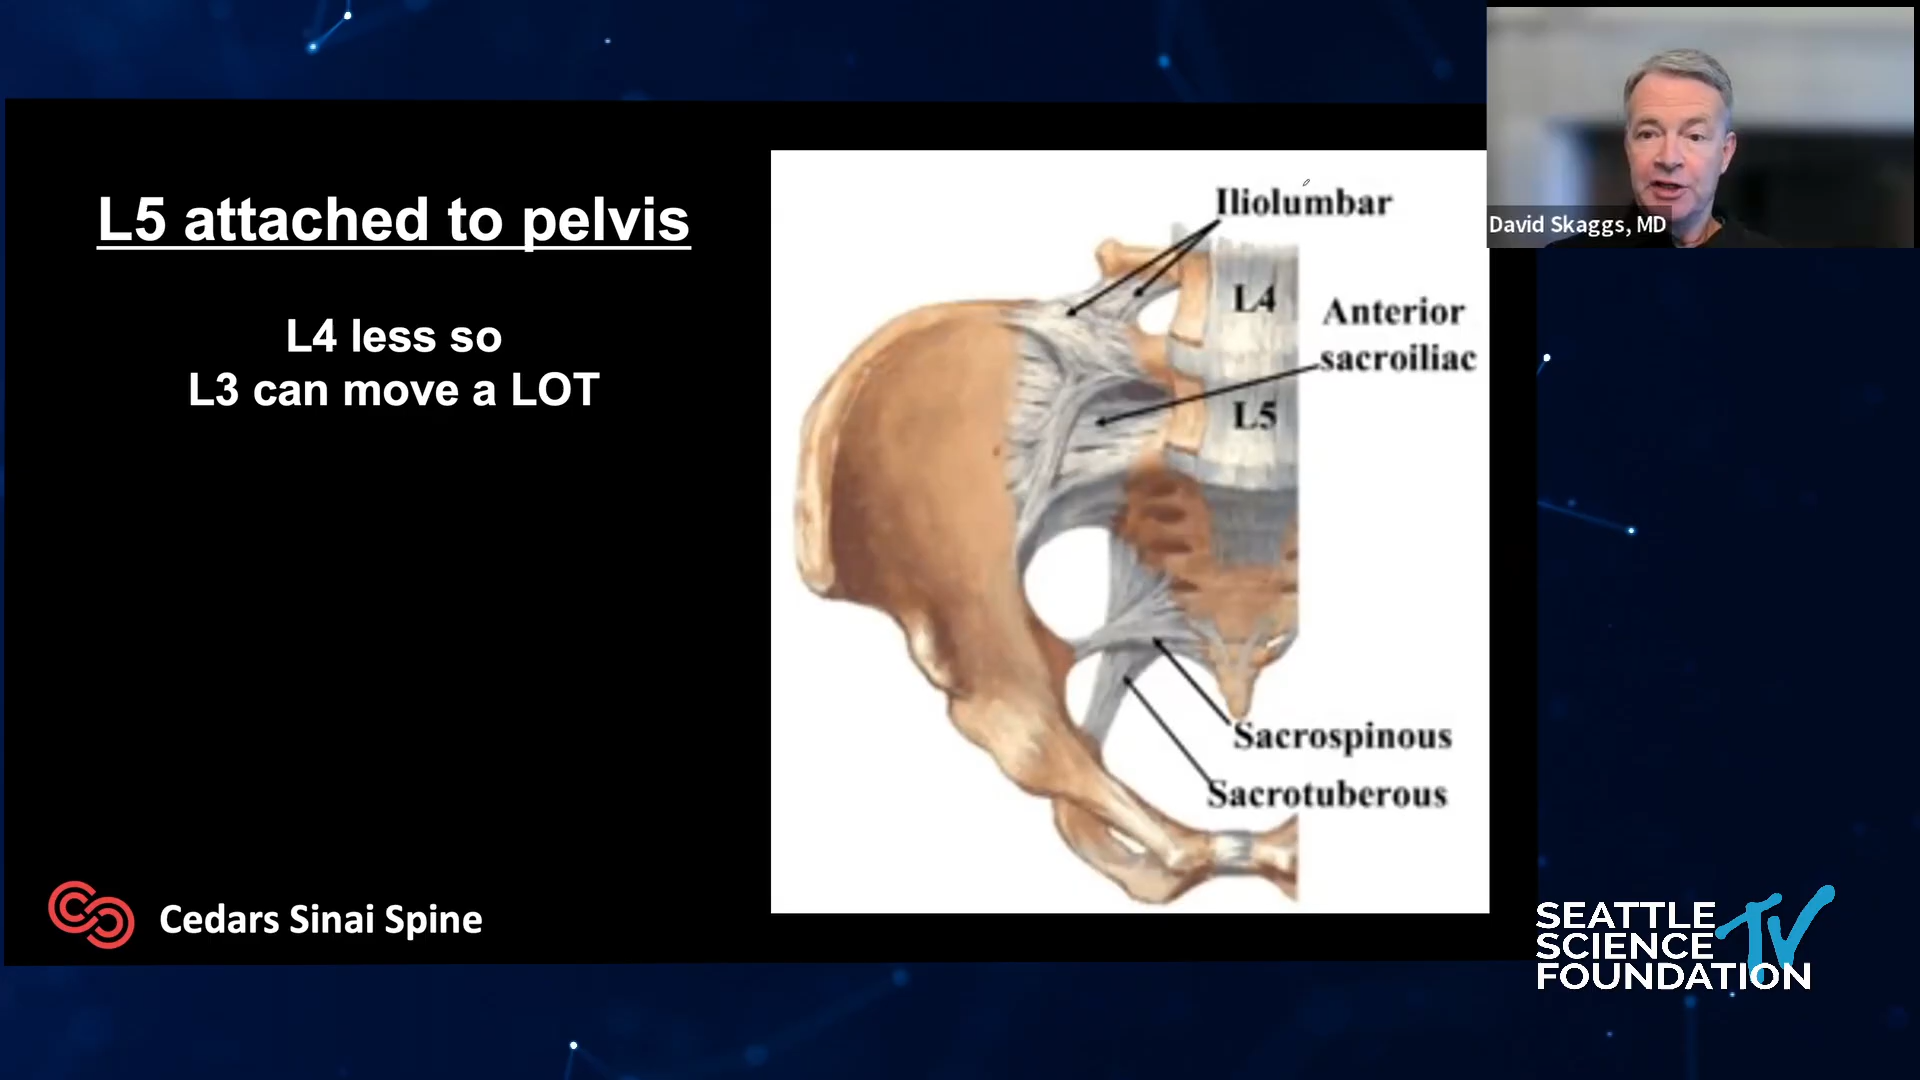 L5 attached to pelvis
L4 less so
L3 can move a LOT
Iliolumbar
L4
Anterior
sacroiliac
L5
Sacrospinous
Sacrotuberous
Cedars Sinai Spine
David Skaggs, MD
SEATTLE
SCIENCE
FOUNDATION
TV